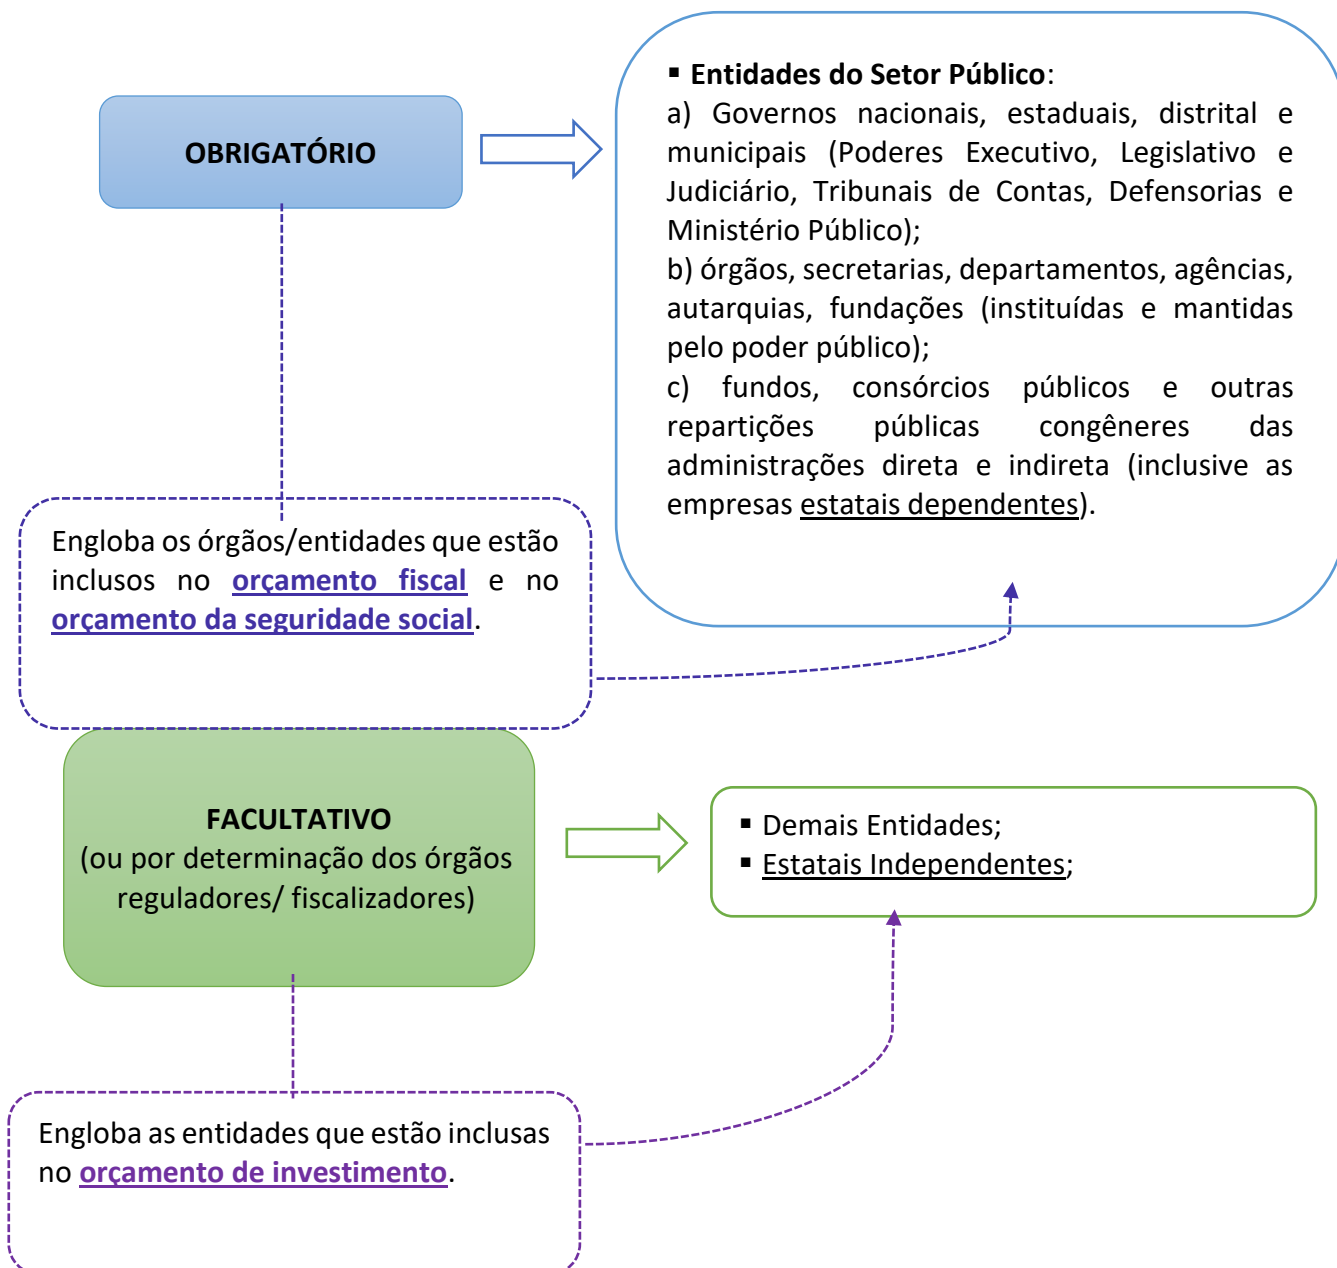 OBRIGATÓRIO
▪ Entidades do Setor Público:
a) Governos nacionais, estaduais, distrital e
municipais (Poderes Executivo, Legislativo e
Judiciário, Tribunais de Contas, Defensorias e
Ministério Público);
b) órgãos, secretarias, departamentos, agências,
autarquias, fundações (instituídas e mantidas
pelo poder público);
c) fundos, consórcios públicos e outras
repartições públicas congêneres das
administrações direta e indireta (inclusive as
empresas estatais dependentes).
Engloba os órgãos/entidades que estão
inclusos no orçamento fiscal e no
orçamento da seguridade social.
FACULTATIVO
(ou por determinação dos órgãos
reguladores/ fiscalizadores)
▪ Demais Entidades;
▪ Estatais Independentes;
Engloba as entidades que estão inclusas
no orçamento de investimento.